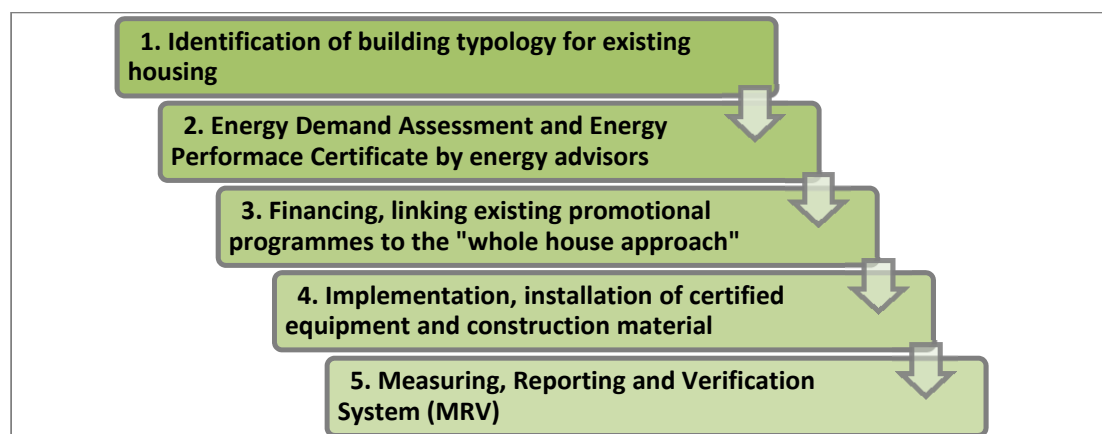 1. Identification of building typology for existing
housing
2. Energy Demand Assessment and Energy
Performace Certificate by energy advisors
3. Financing, linking existing promotional
programmes to the "whole house approach"
4. Implementation, installation of certified
equipment and construction material
5. Measuring, Reporting and Verification
System (MRV)